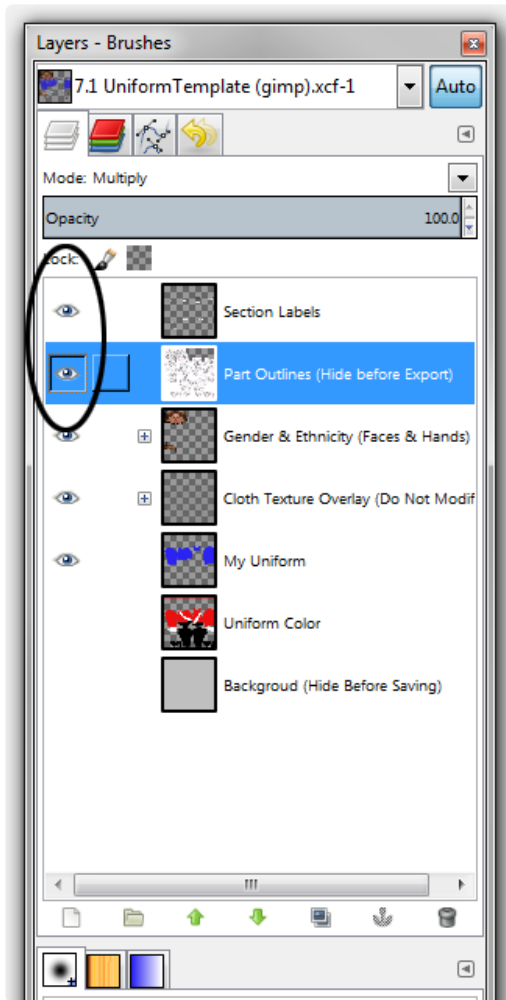 Layers - Brushes
7.1 UniformTemplate (gimp).xcf-1
Auto
Mode: Multiply
Opacity 100.0
Lock:
Section Labels
Part Outlines (Hide before Export)
Gender & Ethnicity (Faces & Hands)
Cloth Texture Overlay (Do Not Modif
My Uniform
Uniform Color
Backgroud (Hide Before Saving)